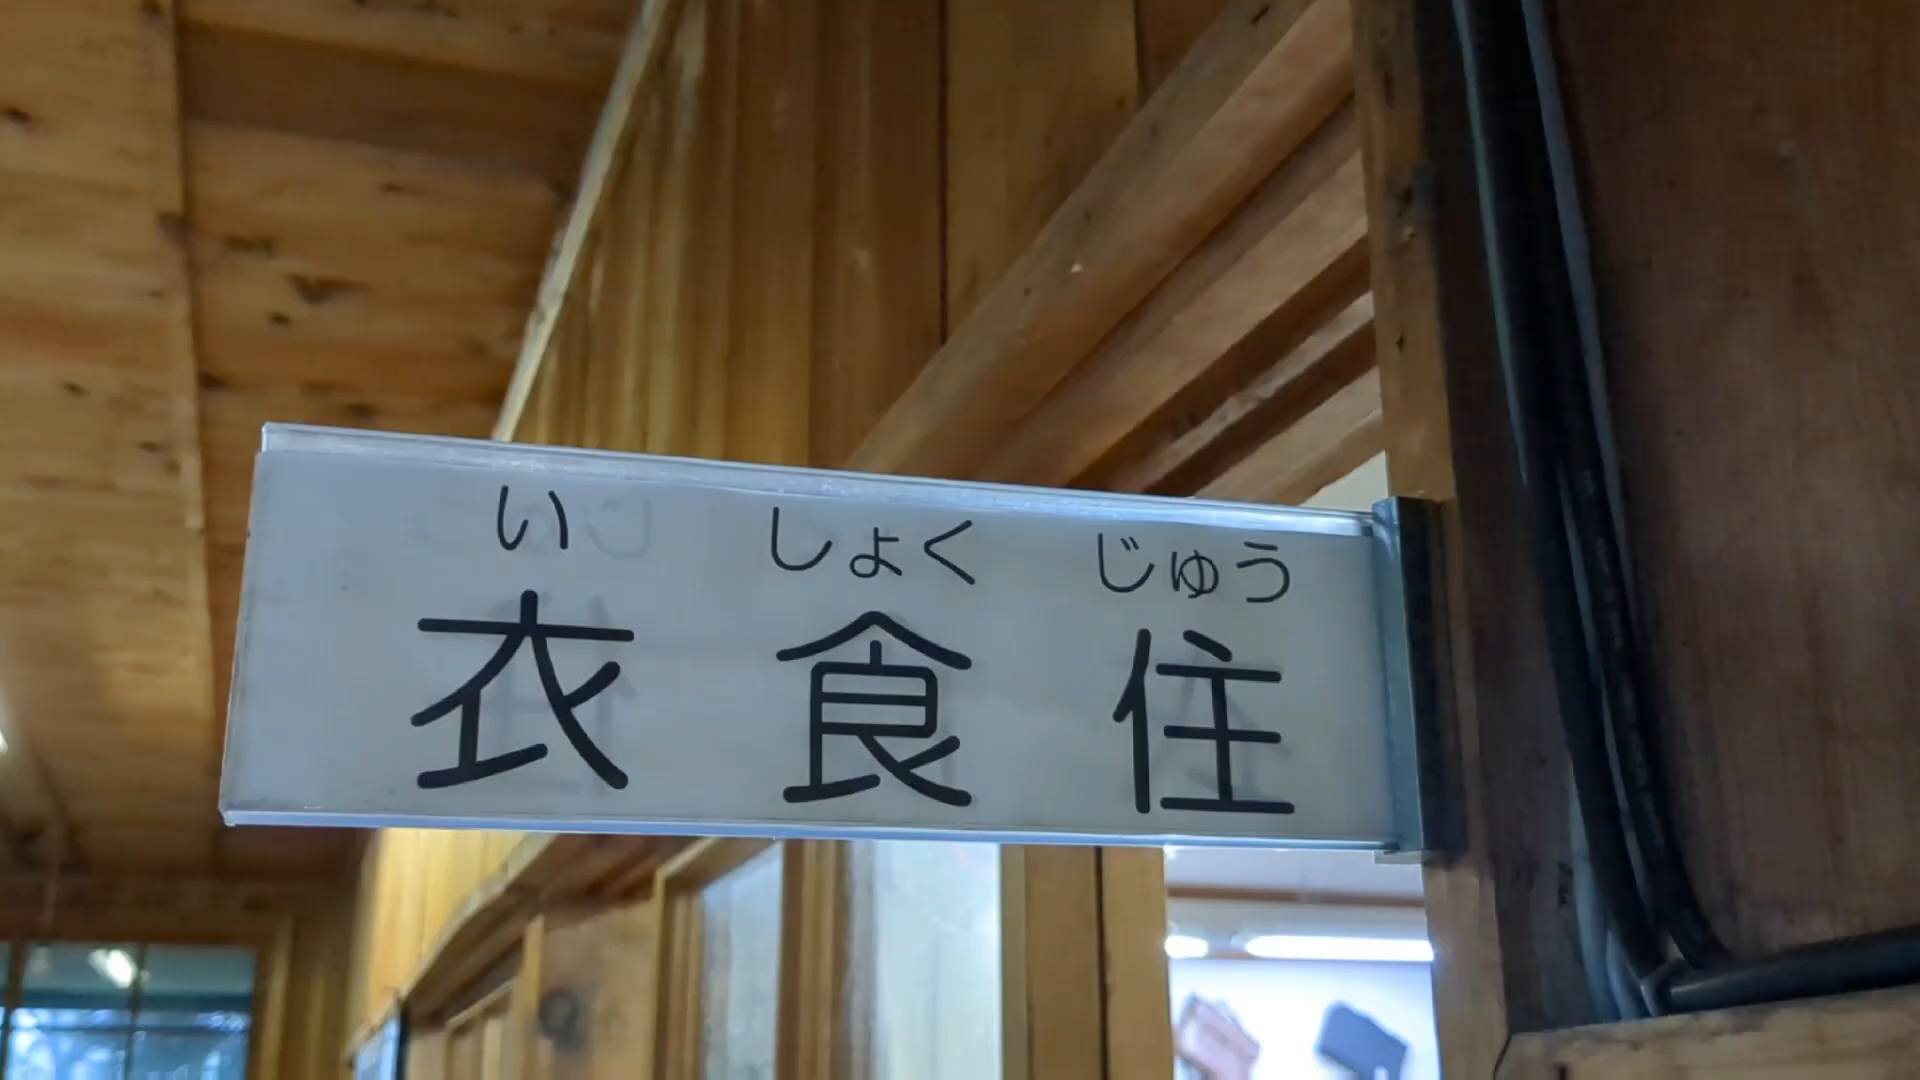 い しょく じゅう
衣 食 住